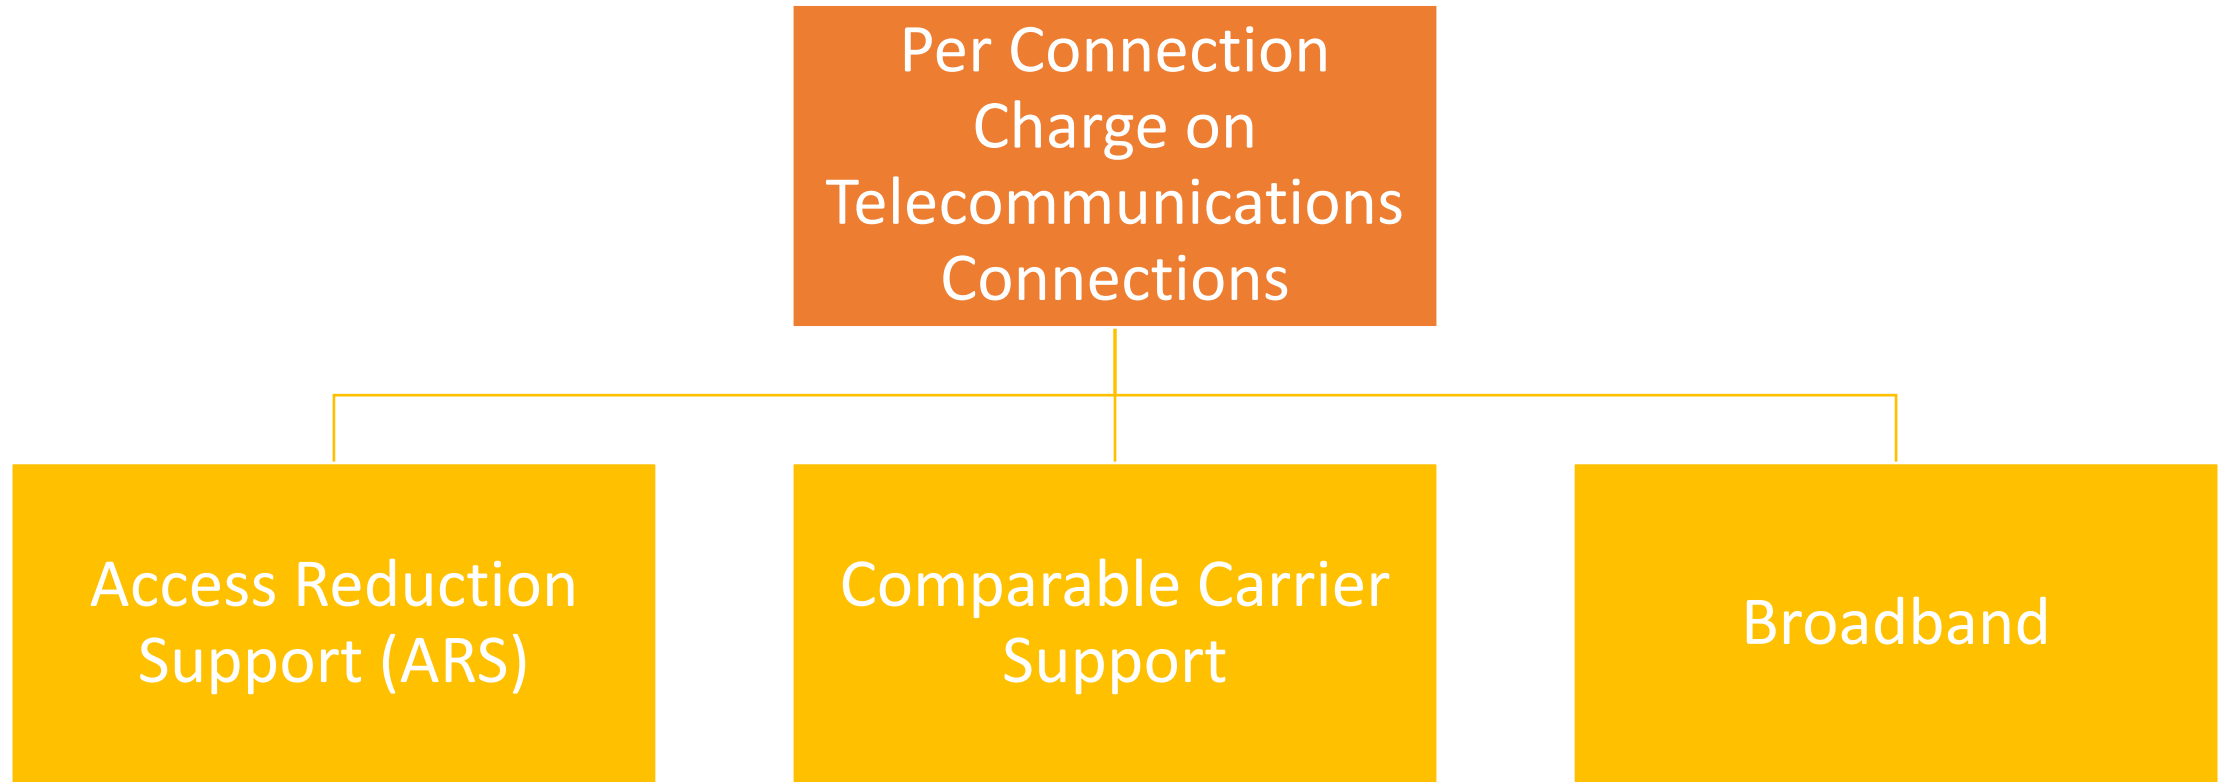 Per Connection
Charge on
Telecommunications
Connections
Access Reduction
Support (ARS)
Comparable Carrier
Support
Broadband